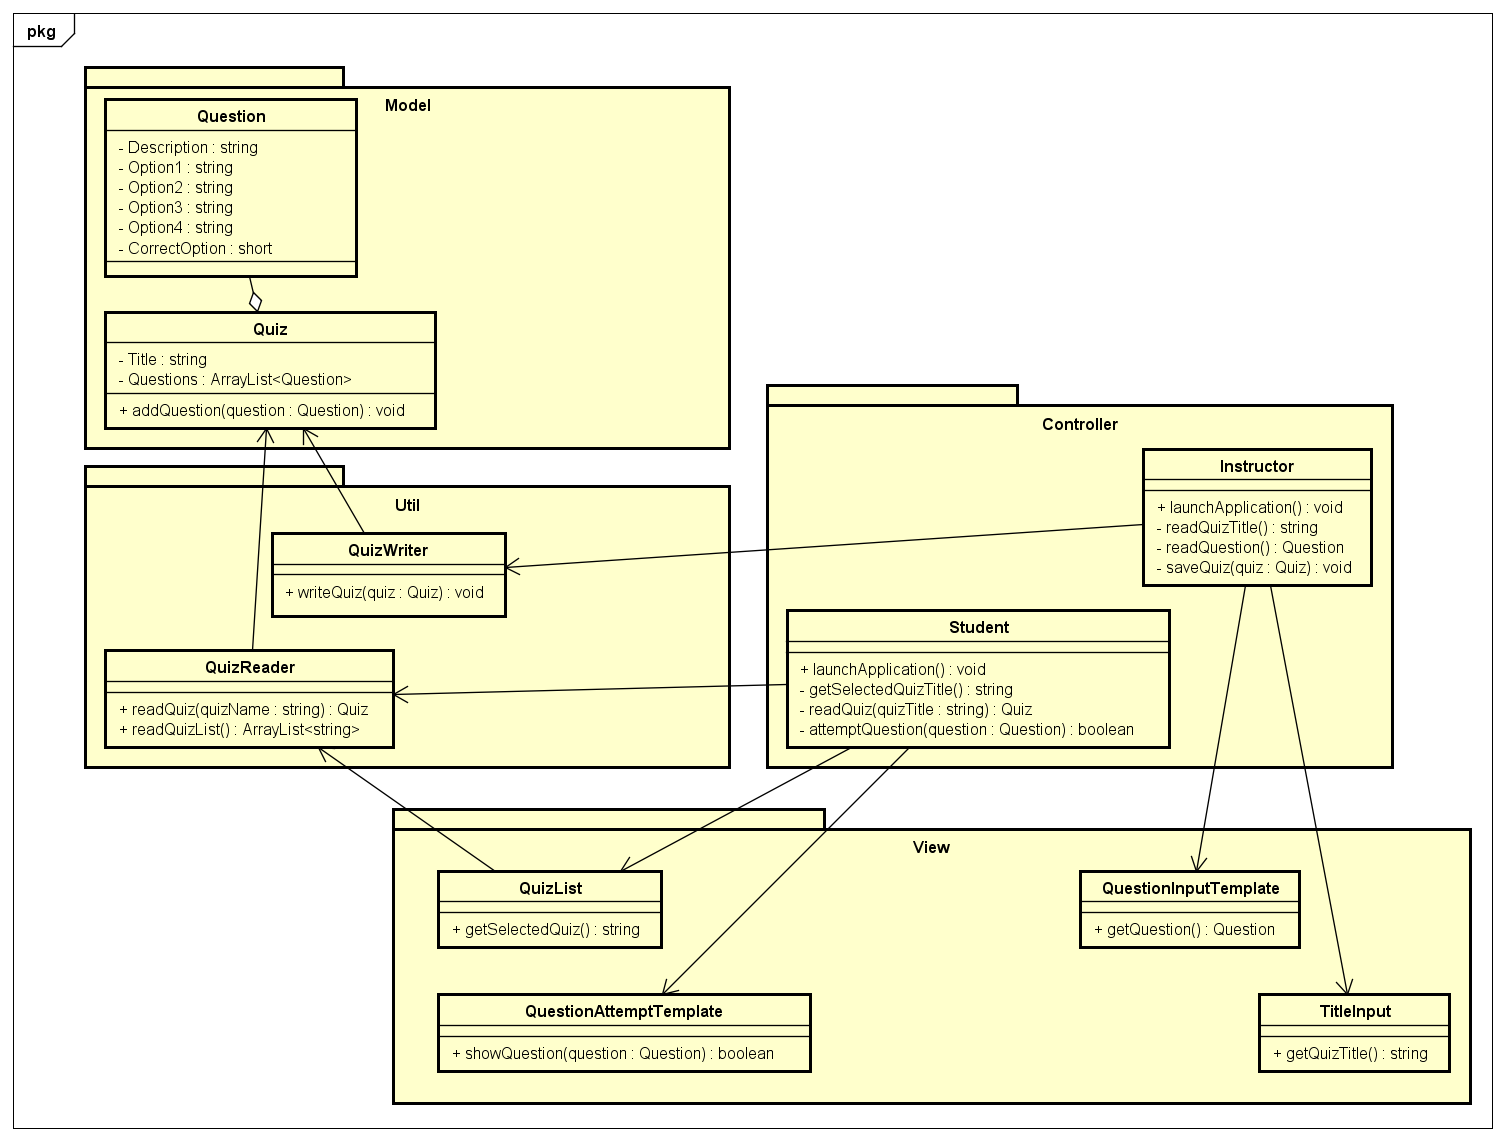 pkg
Model
Question
- Description : string
- Option1 : string
- Option2 : string
- Option3 : string
- Option4 : string
- CorrectOption : short
Quiz
- Title : string
- Questions : ArrayList<Question>
+ addQuestion(question : Question) : void
Util
QuizWriter
+ writeQuiz(quiz : Quiz) : void
QuizReader
+ readQuiz(quizName : string) : Quiz
+ readQuizList() : ArrayList<string>
Controller
Instructor
+ launchApplication() : void
- readQuizTitle() : string
- readQuestion() : Question
- saveQuiz(quiz : Quiz) : void
Student
+ launchApplication() : void
- getSelectedQuizTitle() : string
- readQuiz(quizTitle : string) : Quiz
- attemptQuestion(question : Question) : boolean
View
QuizList
+ getSelectedQuiz() : string
QuestionInputTemplate
+ getQuestion() : Question
QuestionAttemptTemplate
+ showQuestion(question : Question) : boolean
TitleInput
+ getQuizTitle() : string